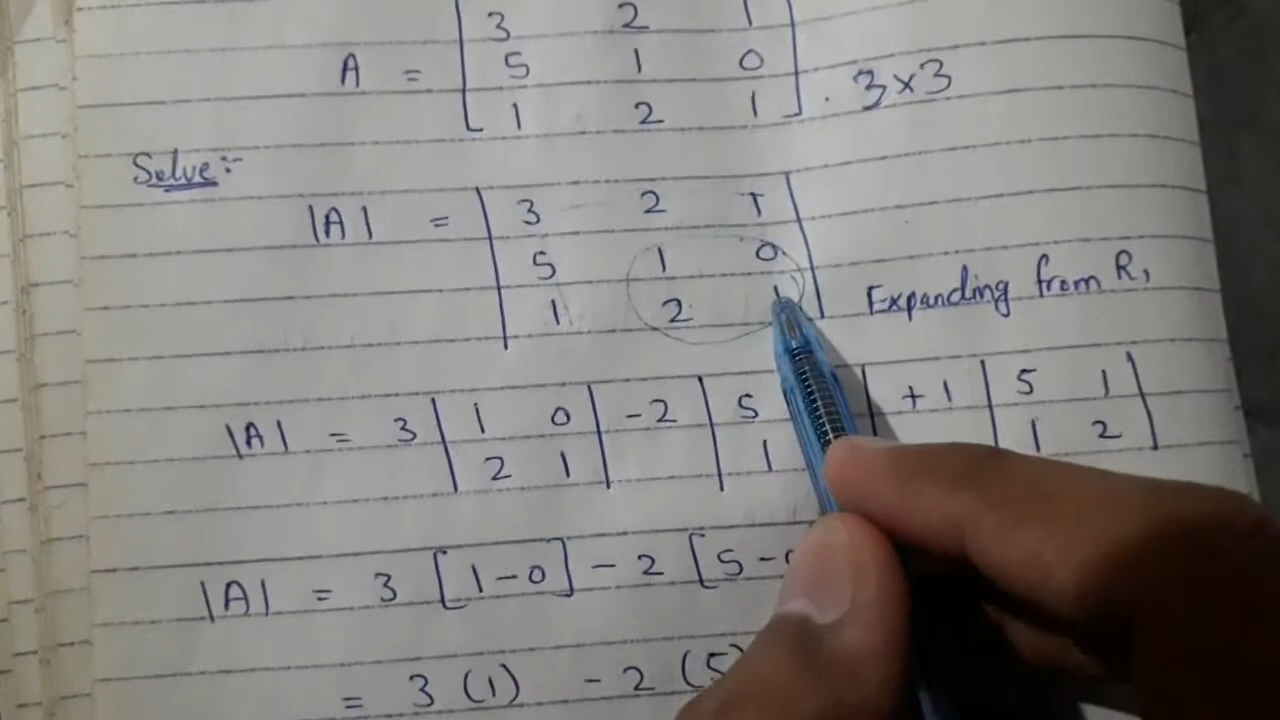 3 2 1
A = 5 1 0 . 3×3
1 2 1
Solve:-
|A| = | 3 2 1 |
5 1 0
1 2 1 Expanding from R1
|A| = 3 | 1 0 | -2 | 5 | +1 | 5 1 |
2 1 1 1 2
|A| = 3 [1-0] - 2 [5-
= 3 (1) - 2 (5)